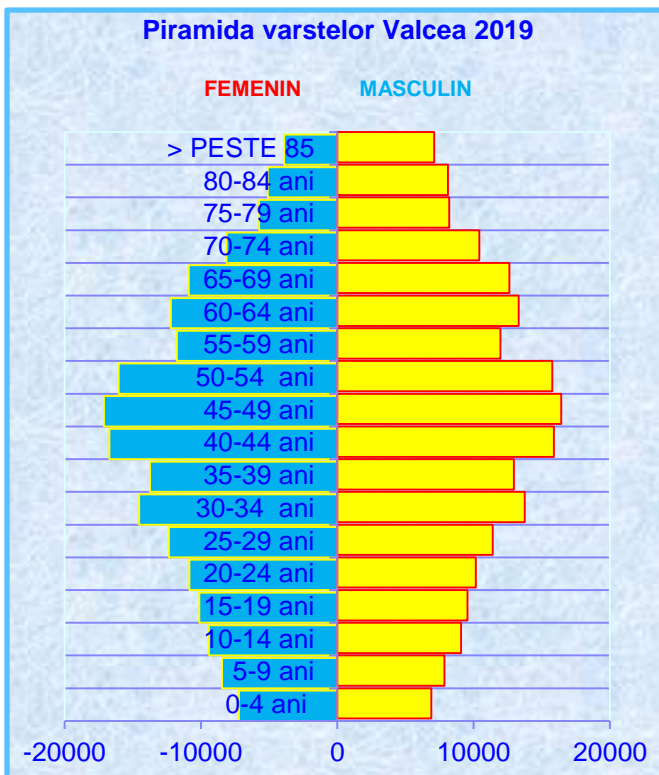 Piramida varstelor Valcea 2019
FEMENIN MASCULIN
> PESTE 85
80-84 ani
75-79 ani
70-74 ani
65-69 ani
60-64 ani
55-59 ani
50-54 ani
45-49 ani
40-44 ani
35-39 ani
30-34 ani
25-29 ani
20-24 ani
15-19 ani
10-14 ani
5-9 ani
0-4 ani
-20000 -10000 0 10000 20000